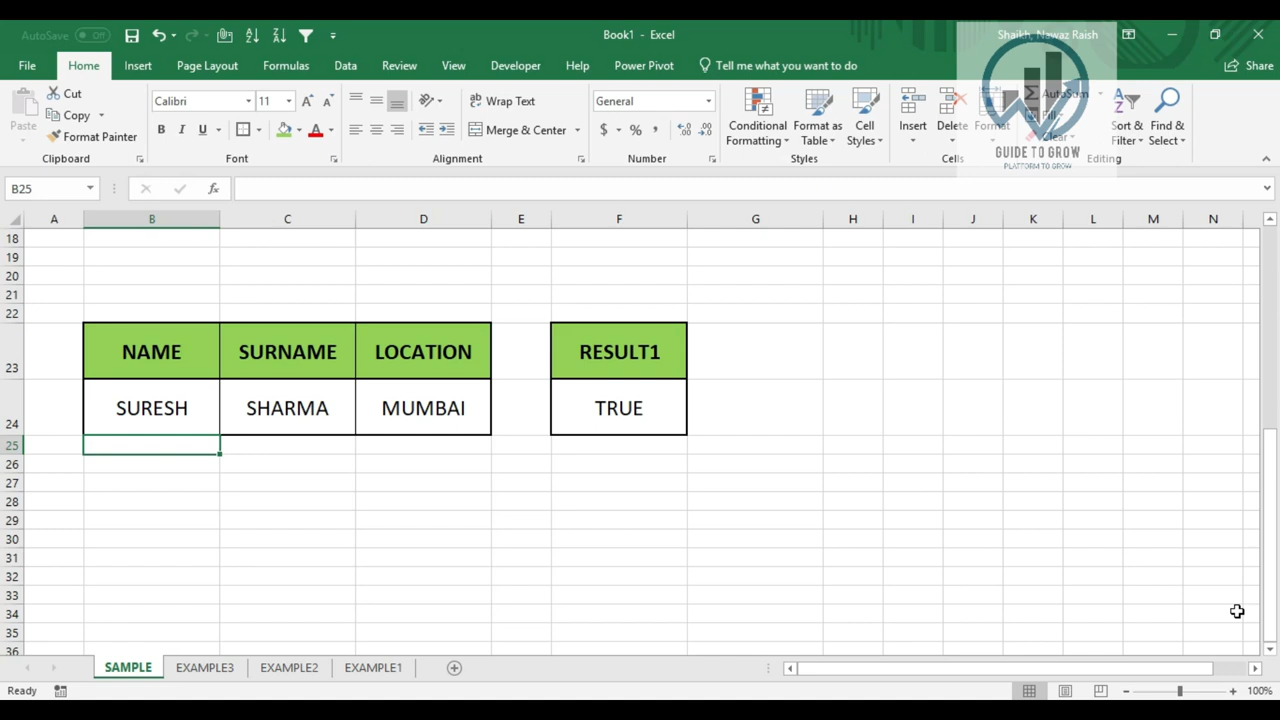 AutoSave Off
Book1 - Excel
Shaikh, Nawaz Raish
File Home Insert Page Layout Formulas Data Review View Developer Help Power Pivot Tell me what you want to do Share
Paste
Cut
Copy
Format Painter
Clipboard
Calibri 11
B I U
Font
Wrap Text
Merge & Center
Alignment
General
$ % ,
Number
Conditional Formatting
Format as Table
Cell Styles
Styles
Insert Delete Format
Cells
AutoSum
Fill
Clear
Sort & Filter
Find & Select
Editing
GUIDE TO GROW
PLATFORM TO GROW
B25
fx
A B C D E F G H I J K L M N
18
19
20
21
22
23 NAME SURNAME LOCATION RESULT1
24 SURESH SHARMA MUMBAI TRUE
25
26
27
28
29
30
31
32
33
34
35
36
SAMPLE EXAMPLE3 EXAMPLE2 EXAMPLE1
Ready
100%